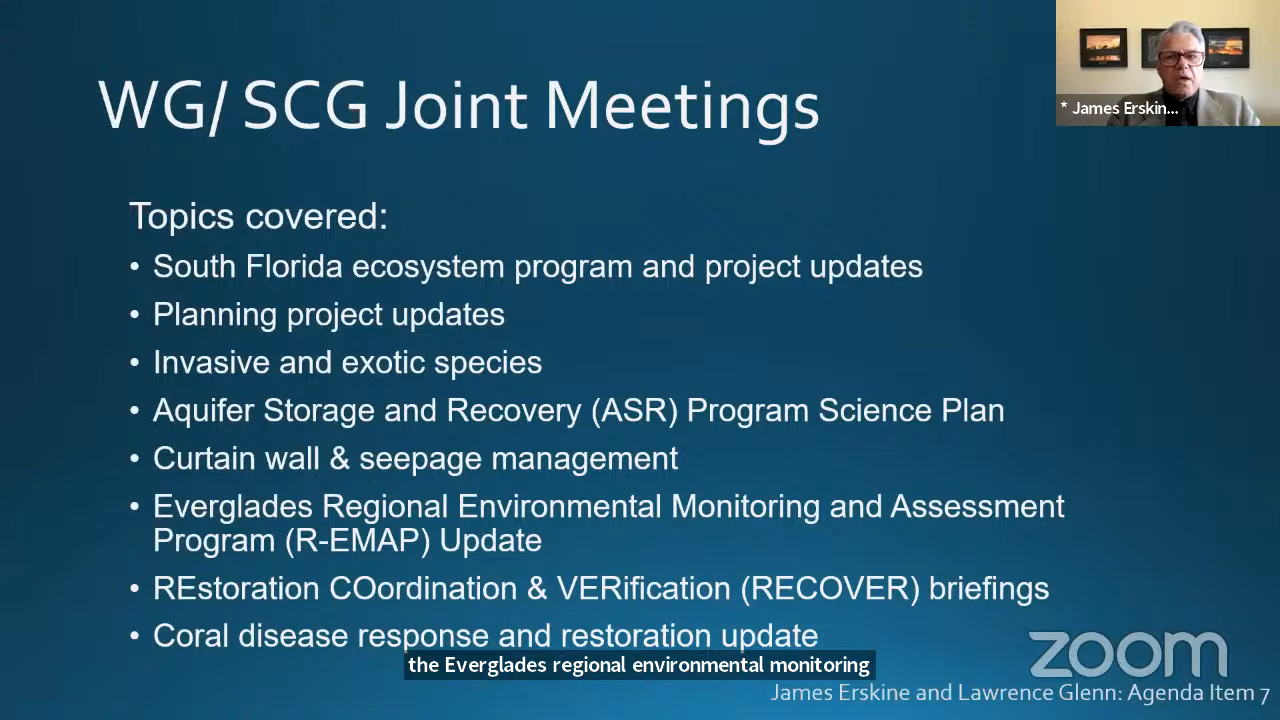 WG/ SCG Joint Meetings
* James Erskin...
Topics covered:
• South Florida ecosystem program and project updates
• Planning project updates
• Invasive and exotic species
• Aquifer Storage and Recovery (ASR) Program Science Plan
• Curtain wall & seepage management
• Everglades Regional Environmental Monitoring and Assessment
Program (R-EMAP) Update
• REstoration COordination & VERification (RECOVER) briefings
• Coral disease response and restoration update
the Everglades regional environmental monitoring
zoom
James Erskine and Lawrence Glenn: Agenda Item 7